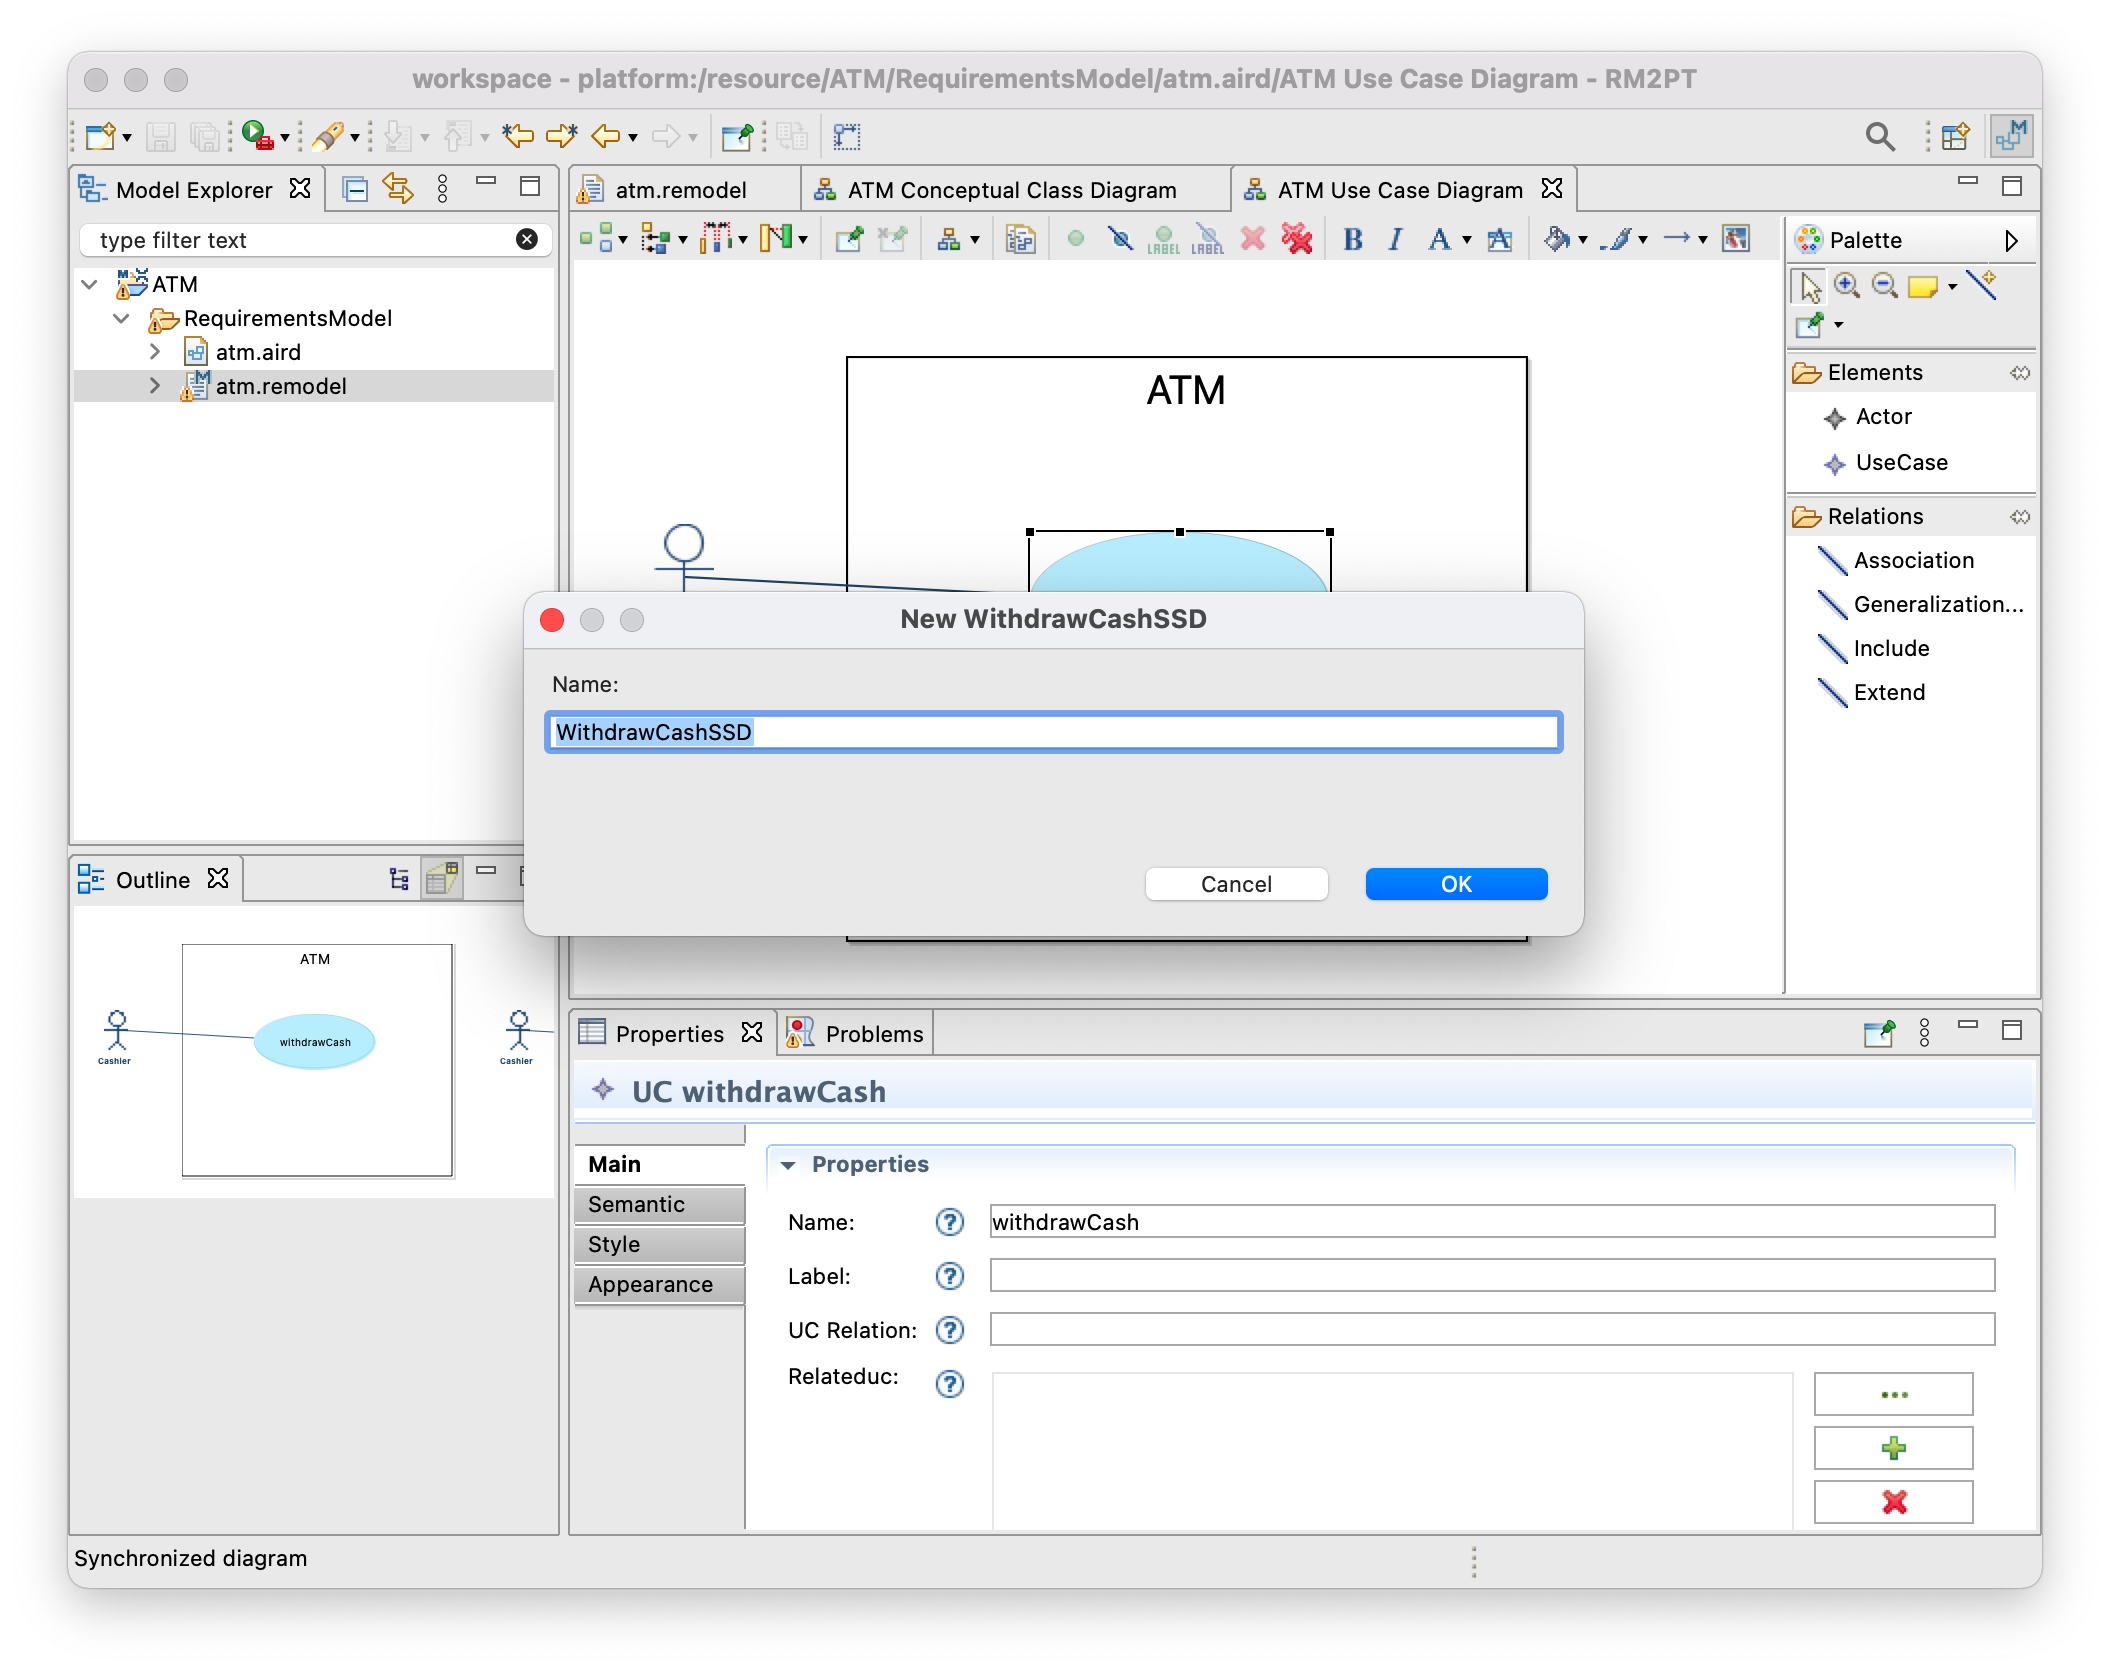 workspace - platform:/resource/ATM/RequirementsModel/atm.aird/ATM Use Case Diagram - RM2PT
Model Explorer
type filter text
ATM
RequirementsModel
atm.aird
atm.remodel
atm.remodel
ATM Conceptual Class Diagram
ATM Use Case Diagram
LABEL
LABEL
B I A A
ATM
Palette
Elements
Actor
UseCase
Relations
Association
Generalization...
Include
Extend
New WithdrawCashSSD
Name:
WithdrawCashSSD
Cancel
OK
Outline
ATM
withdrawCash
Cashier
Cashier
Properties
Problems
UC withdrawCash
Main
Semantic
Style
Appearance
Properties
Name:
withdrawCash
Label:
UC Relation:
Relateduc:
Synchronized diagram